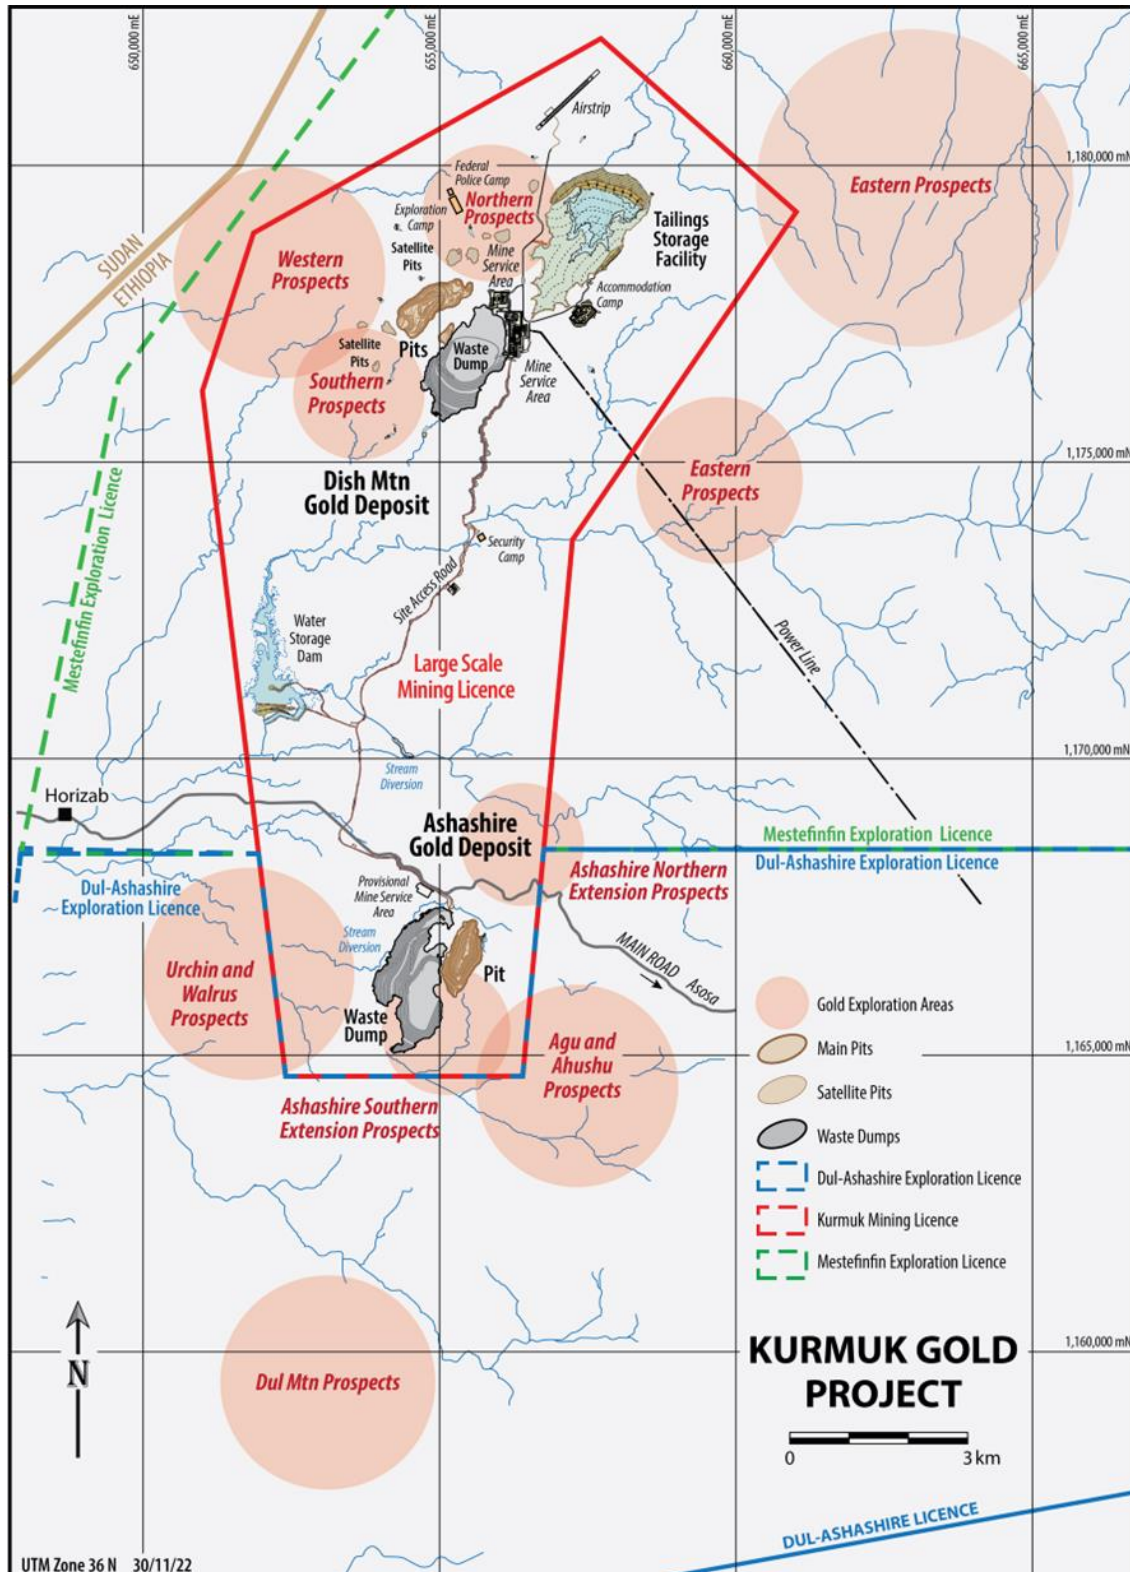 650,000 mE
655,000 mE
660,000 mE
665,000 mE
Airstrip
1,180,000 mN
Federal
Police Camp
Northern
Prospects
Exploration
Camp
Eastern Prospects
Tailings
Storage
Facility
Satellite
Pits
Mine
Service
Area
Western
Prospects
SUDAN
ETHIOPIA
Accommodation
Camp
Satellite
Pits
Pits
Waste
Dump
Mine
Service
Area
Southern
Prospects
1,175,000 mN
Eastern
Prospects
Dish Mtn
Gold Deposit
Mestefinfin Exploration Licence
Security
Camp
Site Access Road
Water
Storage
Dam
Power Line
Large Scale
Mining Licence
1,170,000 mN
Stream
Diversion
Horizab
Ashashire
Gold Deposit
Mestefinfin Exploration Licence
Dul-Ashashire Exploration Licence
Ashashire Northern
Extension Prospects
Dul-Ashashire
Exploration Licence
Provisional
Mine Service
Area
Stream
Diversion
MAIN ROAD Asosa
Urchin and
Walrus
Prospects
Pit
Waste
Dump
Agu and
Ahushu
Prospects
1,165,000 mN
Ashashire Southern
Extension Prospects
Gold Exploration Areas
Main Pits
Satellite Pits
Waste Dumps
Dul-Ashashire Exploration Licence
Kurmuk Mining Licence
Mestefinfin Exploration Licence
1,160,000 mN
N
Dul Mtn Prospects
KURMUK GOLD
PROJECT
0 3 km
DUL-ASHASHIRE LICENCE
UTM Zone 36 N 30/11/22